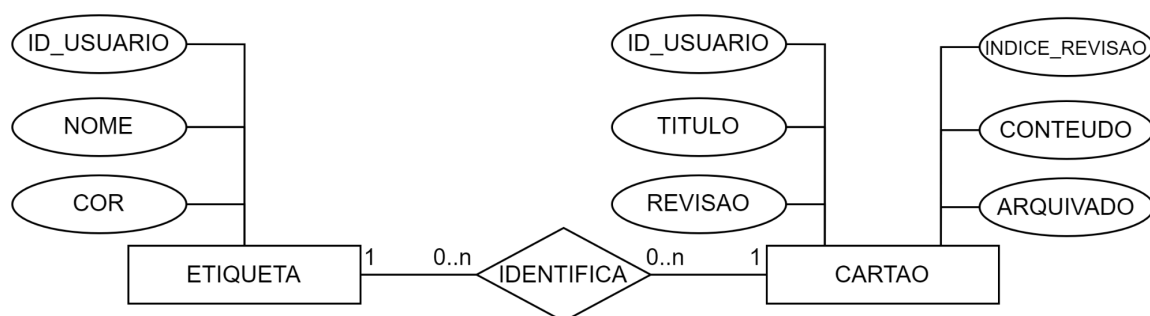 ID_USUARIO
NOME
COR
ETIQUETA
1
0..n
IDENTIFICA
0..n
1
CARTAO
ID_USUARIO
TITULO
REVISAO
INDICE_REVISAO
CONTEUDO
ARQUIVADO